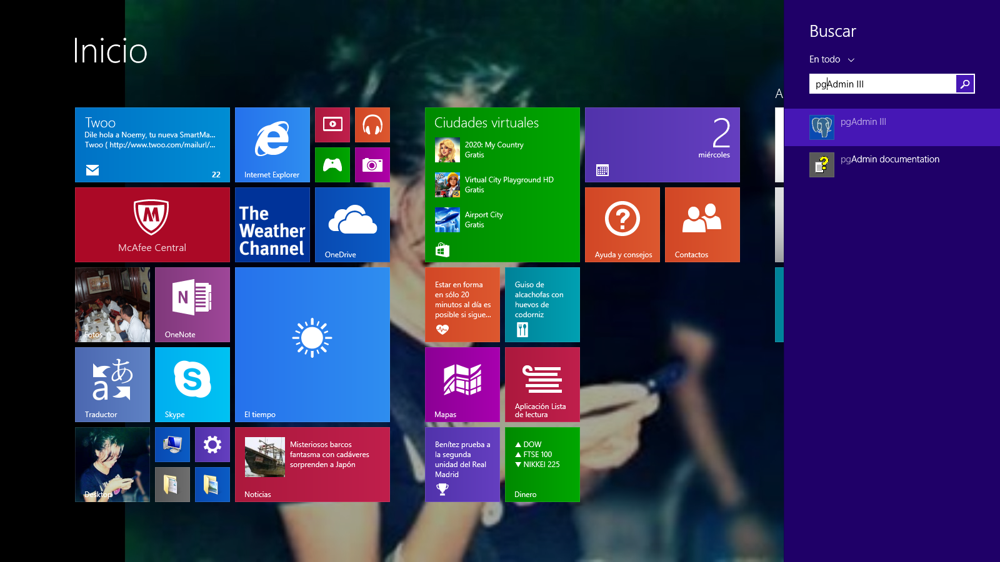 Inicio
Twoo
Dile hola a Noemy, tu nueva SmartMa...
Twoo ( http://www.twoo.com/mailurl/...
22
Internet Explorer
McAfee Central
The
Weather
Channel
OneDrive
Fotos
N
OneNote
a あ
Traductor
S
Skype
El tiempo
Desktop
Misteriosos barcos
fantasma con cadáveres
sorprenden a Japón
Noticias
Ciudades virtuales
2020: My Country
Gratis
Virtual City Playground HD
Gratis
Airport City
Gratis
2
miércoles
?
Ayuda y consejos
Contactos
Estar en forma
en sólo 20
minutos al día es
posible si sigue...
Guiso de
alcachofas con
huevos de
codorniz
Mapas
Aplicación Lista
de lectura
Benítez prueba a
la segunda
unidad del Real
Madrid
▲ DOW
▲ FTSE 100
▼ NIKKEI 225
Dinero
A
Buscar
En todo
pgAdmin III
pgAdmin III
pgAdmin documentation